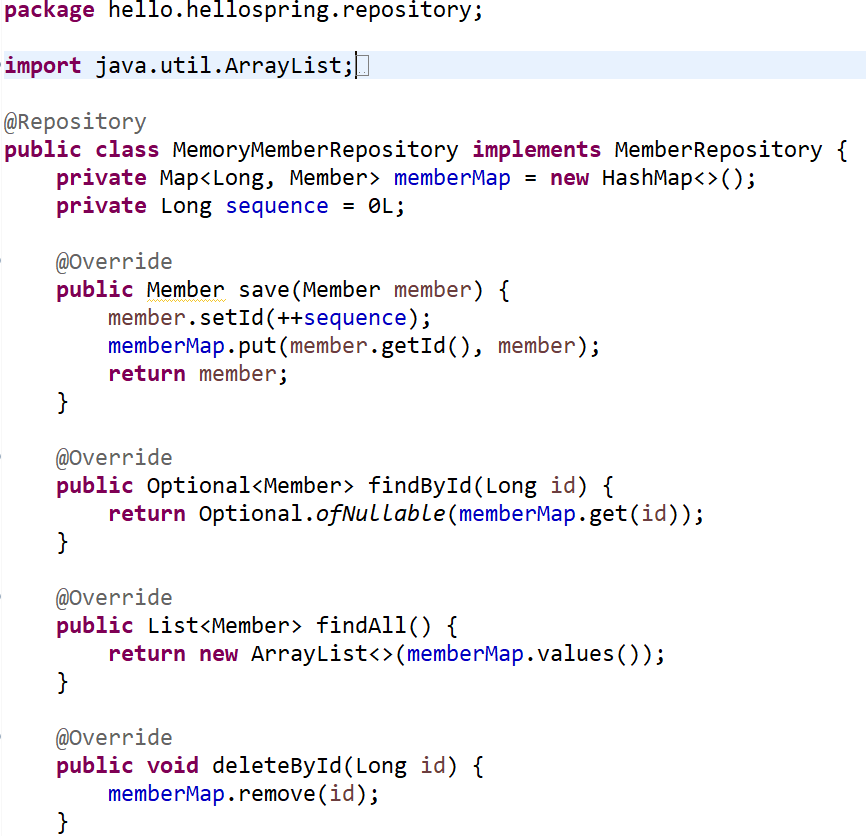 package hello.hellospring.repository;
import java.util.ArrayList;
@Repository
public class MemoryMemberRepository implements MemberRepository {
    private Map<Long, Member> memberMap = new HashMap<>();
    private Long sequence = 0L;
    @Override
    public Member save(Member member) {
        member.setId(++sequence);
        memberMap.put(member.getId(), member);
        return member;
    }
    @Override
    public Optional<Member> findById(Long id) {
        return Optional.ofNullable(memberMap.get(id));
    }
    @Override
    public List<Member> findAll() {
        return new ArrayList<>(memberMap.values());
    }
    @Override
    public void deleteById(Long id) {
        memberMap.remove(id);
    }